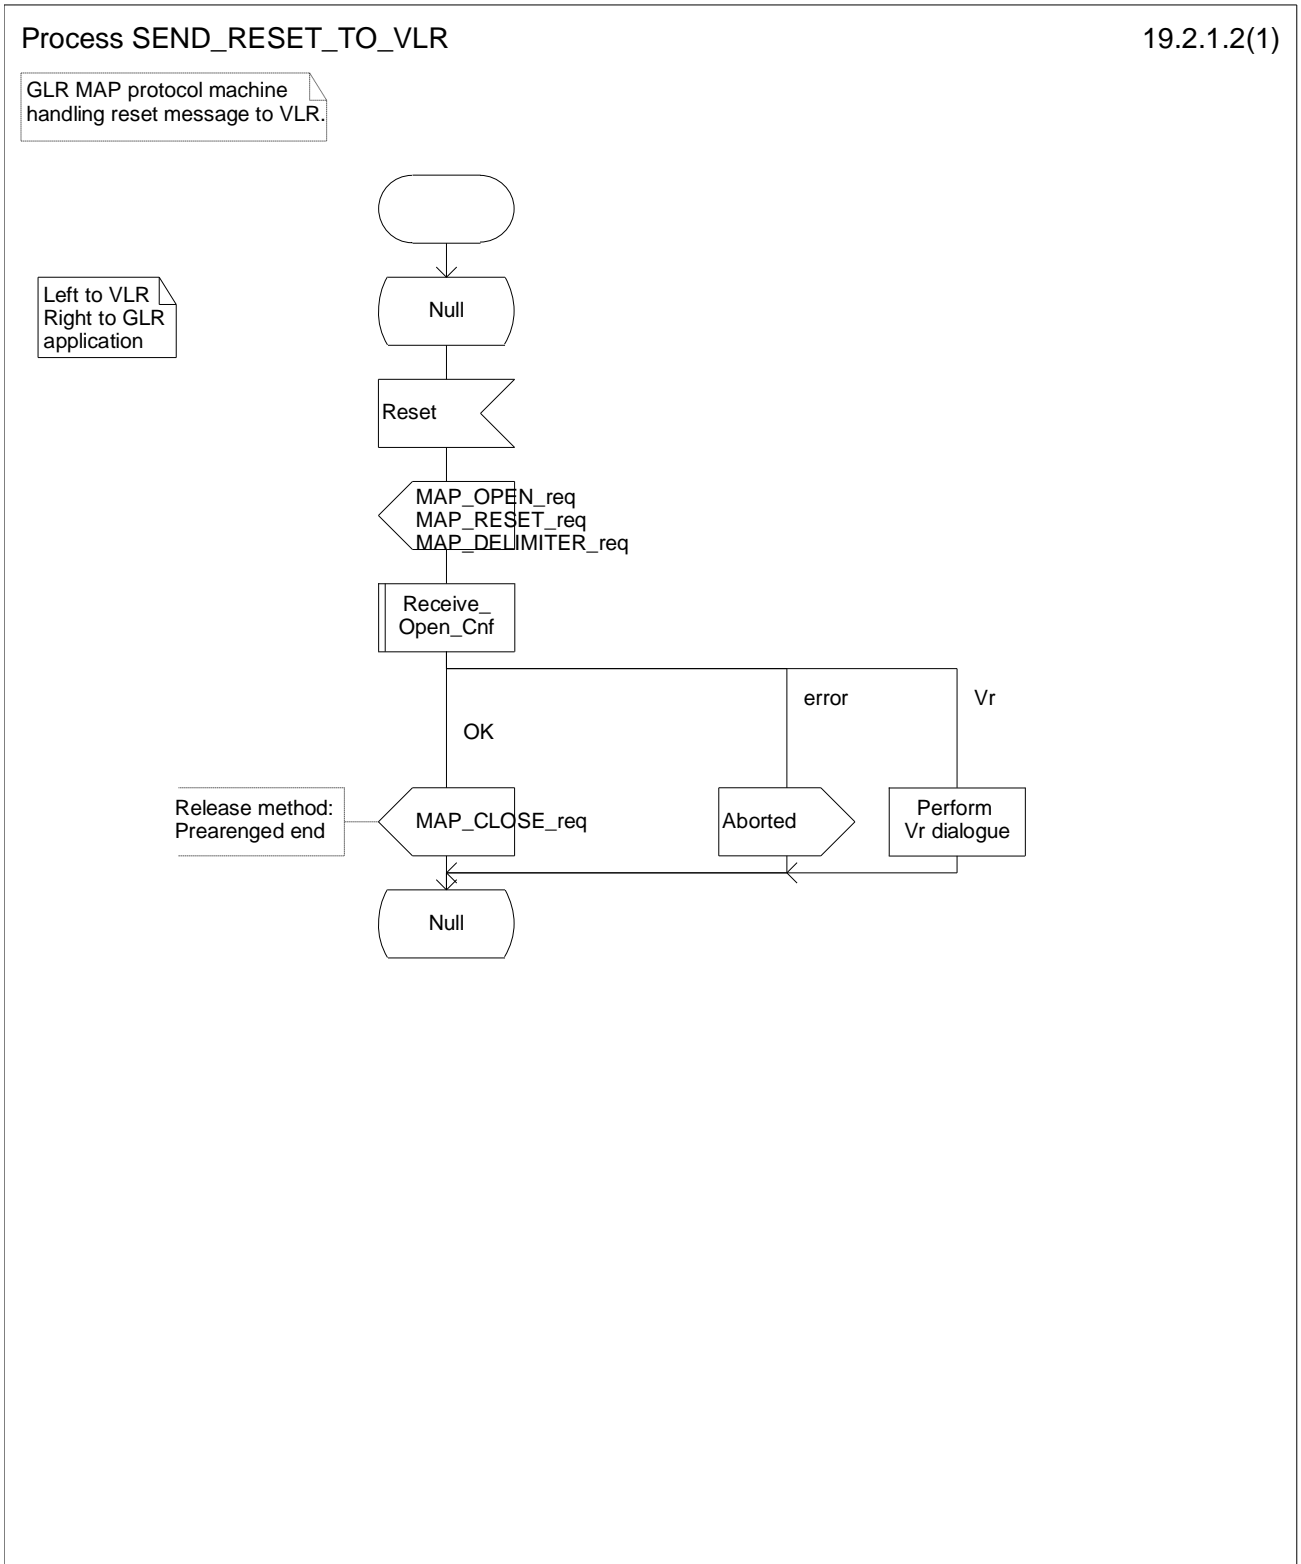 Process SEND_RESET_TO_VLR
19.2.1.2(1)
GLR MAP protocol machine
handling reset message to VLR.
Left to VLR
Right to GLR
application
Null
Reset
MAP_OPEN_req
MAP_RESET_req
MAP_DELIMITER_req
Receive_
Open_Cnf
error
Vr
OK
Release method:
Prearenged end
MAP_CLOSE_req
Aborted
Perform
Vr dialogue
Null